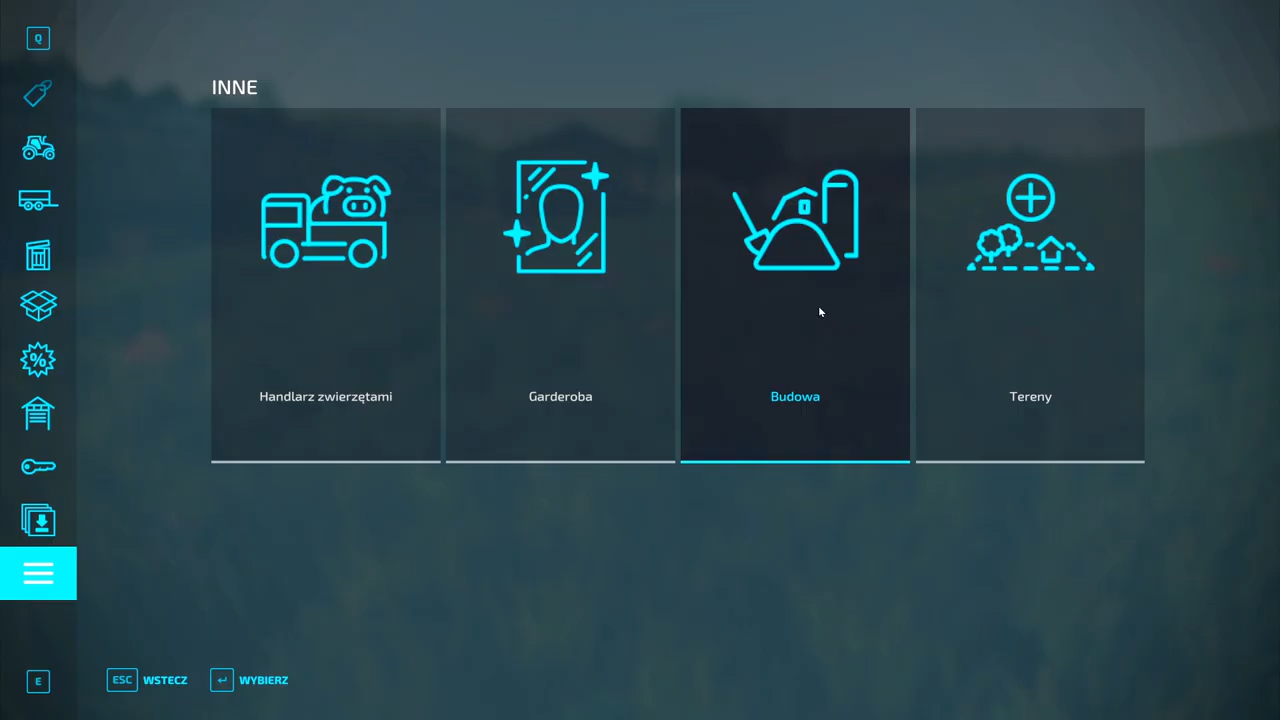 Q
INNE
%
Handlarz zwierzętami
Garderoba
Budowa
Tereny
E
ESC WSTECZ
WYBIERZ